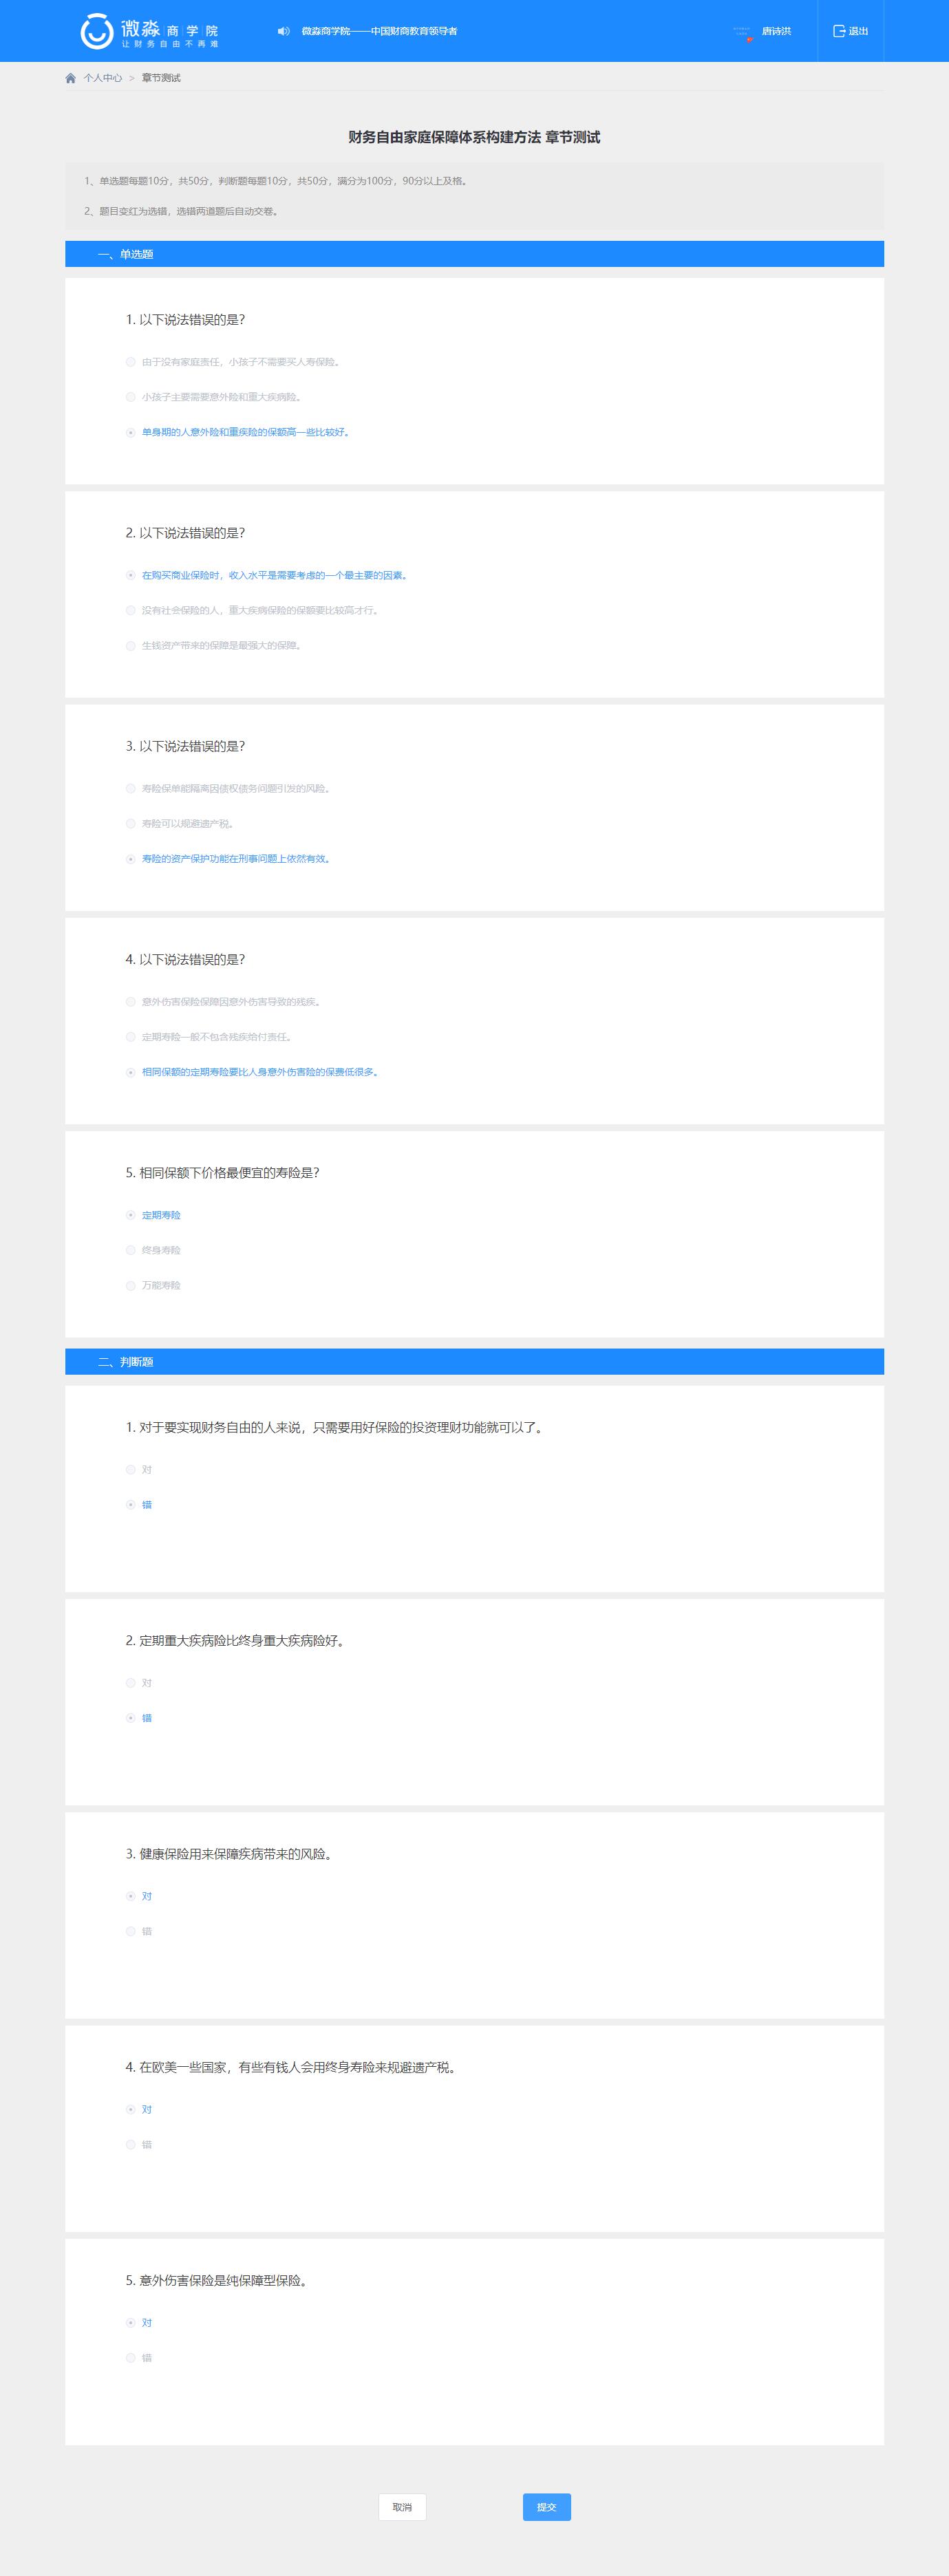 微淼商学院
让财务自由不再难
微淼商学院——中国财商教育领导者
唐诗洪
退出
个人中心 > 章节测试
财务自由家庭保障体系构建方法 章节测试
1、单选题每题10分，共50分，判断题每题10分，共50分，满分为100分，90分以上及格。
2、题目变红为选错，选错两道题后自动交卷。
一、单选题
1. 以下说法错误的是？
由于没有家庭责任，小孩子不需要买人寿保险。
小孩子主要需要意外险和重大疾病险。
单身期的人意外险和重疾险的保额高一些比较好。
2. 以下说法错误的是？
在购买商业保险时，收入水平是需要考虑的一个最主要的因素。
没有社会保险的人，重大疾病保险的保额要比较高才行。
生钱资产带来的保障是最强大的保障。
3. 以下说法错误的是？
寿险保单能隔离因债权债务问题引发的风险。
寿险可以规避遗产税。
寿险的资产保护功能在刑事问题上依然有效。
4. 以下说法错误的是？
意外伤害保险保障因意外伤害导致的残疾。
定期寿险一般不包含残疾给付责任。
相同保额的定期寿险要比人身意外伤害险的保费低很多。
5. 相同保额下价格最便宜的寿险是？
定期寿险
终身寿险
万能寿险
二、判断题
1. 对于要实现财务自由的人来说，只需要用好保险的投资理财功能就可以了。
对
错
2. 定期重大疾病险比终身重大疾病险好。
对
错
3. 健康保险用来保障疾病带来的风险。
对
错
4. 在欧美一些国家，有些有钱人会用终身寿险来规避遗产税。
对
错
5. 意外伤害保险是纯保障型保险。
对
错
取消
提交